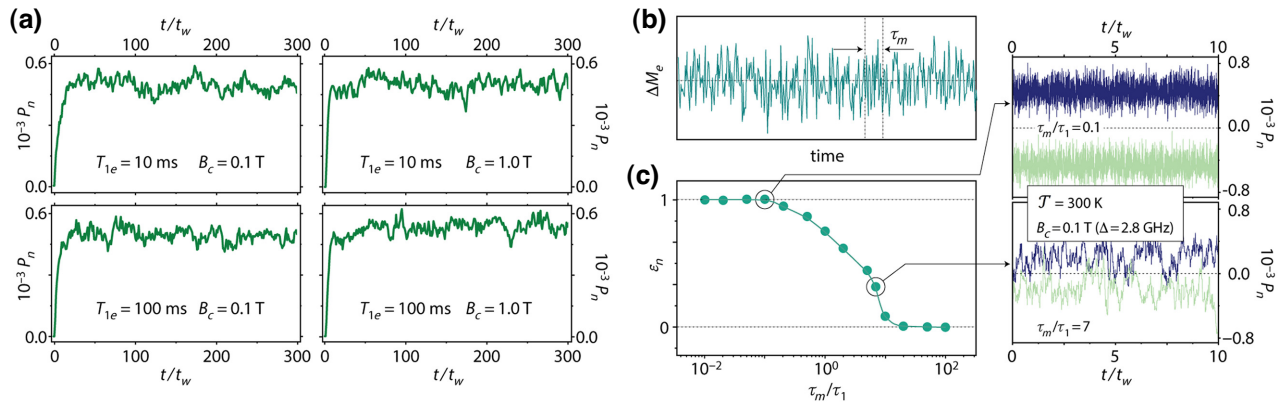 (a)
t/t_w
0 100 200 300
0.6
10⁻³ P_n
0.0
T_1e = 10 ms B_c = 0.1 T
t/t_w
0 100 200 300
0.6
10⁻³ P_n
0.0
T_1e = 10 ms B_c = 1.0 T
0.6
10⁻³ P_n
0.0
T_1e = 100 ms B_c = 0.1 T
0 100 200 300
t/t_w
0.6
10⁻³ P_n
0.0
T_1e = 100 ms B_c = 1.0 T
0 100 200 300
t/t_w
(b)
ΔM_e
τ_m
time
(c)
1
ε_n
0
10⁻² 10⁰ 10²
τ_m/τ_1
t/t_w
0 5 10
0.8
0.0
−0.8
10⁻³ P_n
τ_m/τ_1 = 0.1
𝒯 = 300 K
B_c = 0.1 T (Δ = 2.8 GHz)
0.8
0.0
−0.8
10⁻³ P_n
τ_m/τ_1 = 7
0 5 10
t/t_w